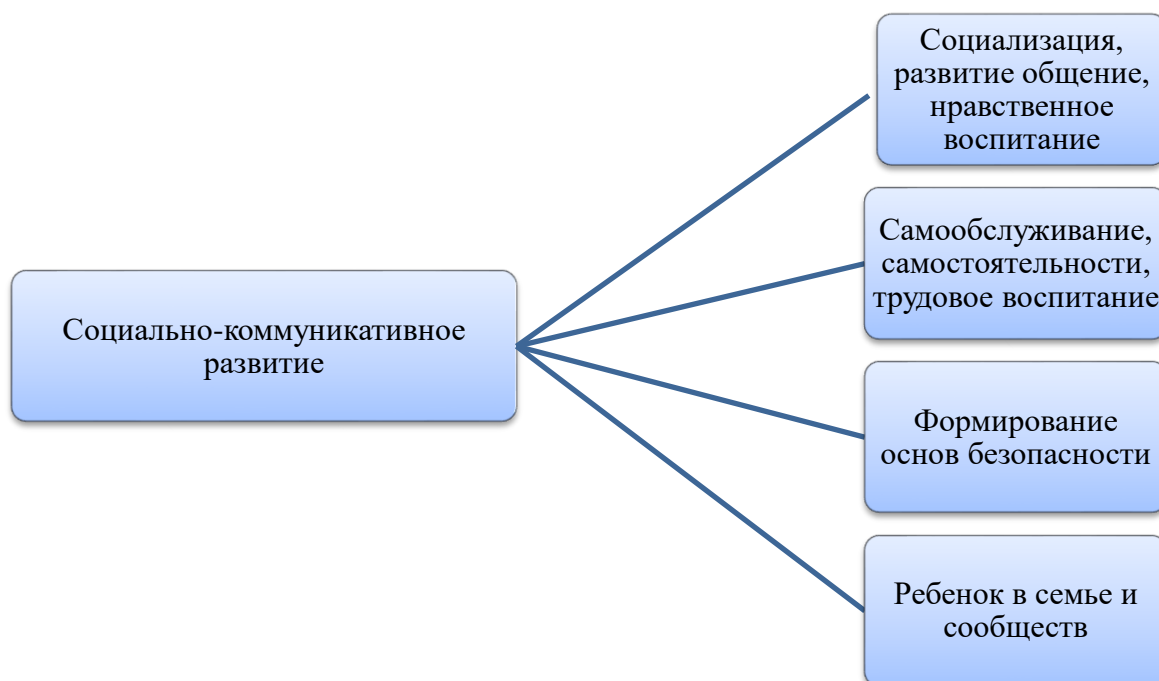 Социализация,
развитие общение,
нравственное
воспитание
Самообслуживание,
самостоятельности,
трудовое воспитание
Социально-коммуникативное
развитие
Формирование
основ безопасности
Ребенок в семье и
сообществ